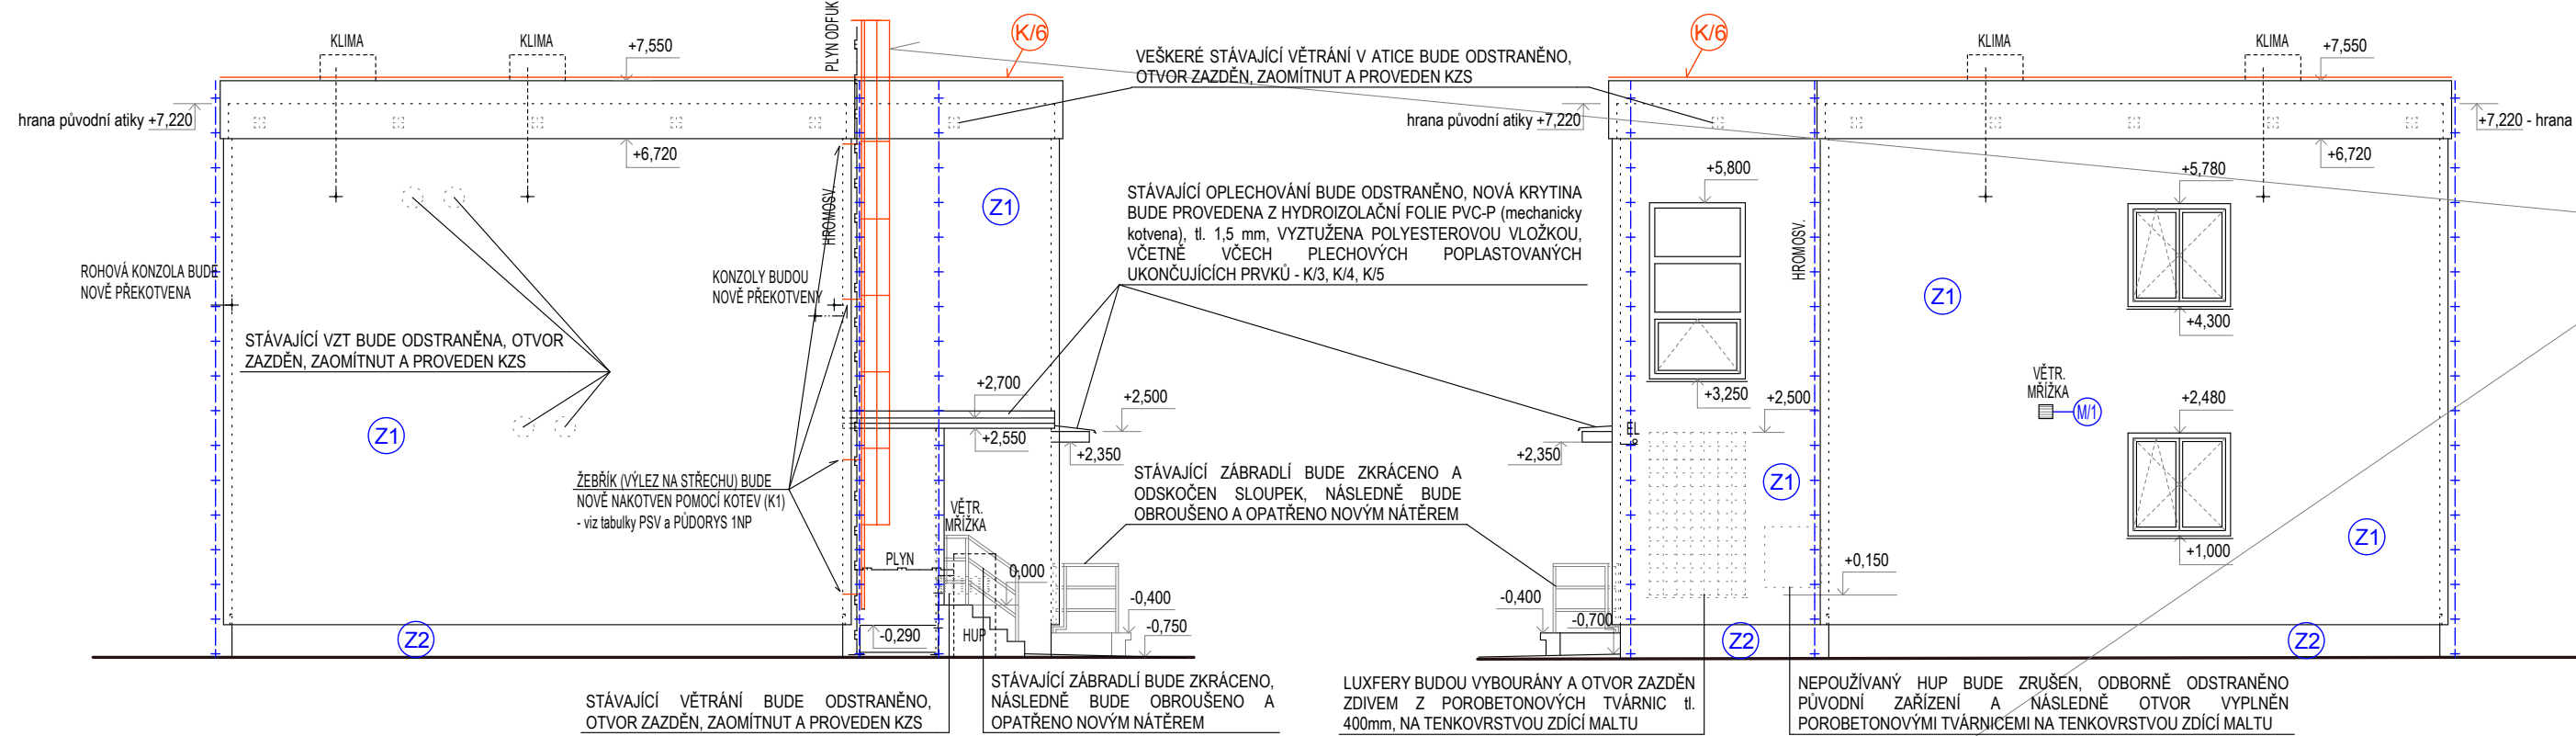 KLIMA
KLIMA
+7,550
PLYN ODFUK
K/6
hrana původní atiky +7,220
+6,720
HROMOSV.
Z1
ROHOVÁ KONZOLA BUDE
NOVĚ PŘEKOTVENA
KONZOLY BUDOU
NOVĚ PŘEKOTVENY
STÁVAJÍCÍ VZT BUDE ODSTRANĚNA, OTVOR
ZAZDĚN, ZAOMÍTNUT A PROVEDEN KZS
Z1
ŽEBŘÍK (VÝLEZ NA STŘECHU) BUDE
NOVĚ NAKOTVEN POMOCÍ KOTEV (K1)
- viz tabulky PSV a PŮDORYS 1NP
+2,700
+2,550
+2,500
+2,350
VĚTR.
MŘÍŽKA
PLYN
0,000
-0,400
-0,750
-0,290
HUP
Z2
STÁVAJÍCÍ VĚTRÁNÍ BUDE ODSTRANĚNO,
OTVOR ZAZDĚN, ZAOMÍTNUT A PROVEDEN KZS
STÁVAJÍCÍ ZÁBRADLÍ BUDE ZKRÁCENO,
NÁSLEDNĚ BUDE OBROUŠENO A
OPATŘENO NOVÝM NÁTĚREM
VEŠKERÉ STÁVAJÍCÍ VĚTRÁNÍ V ATICE BUDE ODSTRANĚNO,
OTVOR ZAZDĚN, ZAOMÍTNUT A PROVEDEN KZS
STÁVAJÍCÍ OPLECHOVÁNÍ BUDE ODSTRANĚNO, NOVÁ KRYTINA
BUDE PROVEDENA Z HYDROIZOLAČNÍ FOLIE PVC-P (mechanicky
kotvena), tl. 1,5 mm, VYZTUŽENA POLYESTEROVOU VLOŽKOU,
VČETNĚ VČECH PLECHOVÝCH POPLASTOVANÝCH
UKONČUJÍCÍCH PRVKŮ - K/3, K/4, K/5
STÁVAJÍCÍ ZÁBRADLÍ BUDE ZKRÁCENO A
ODSKOČEN SLOUPEK, NÁSLEDNĚ BUDE
OBROUŠENO A OPATŘENO NOVÝM NÁTĚREM
K/6
KLIMA
KLIMA
+7,550
hrana původní atiky +7,220
+7,220 - hrana
+6,720
+5,800
+5,780
HROMOSV.
Z1
+4,300
+3,250
+2,500
VĚTR.
MŘÍŽKA
M/1
+2,480
EL
+2,350
Z1
Z1
+1,000
+0,150
-0,400
-0,700
Z2
Z2
LUXFERY BUDOU VYBOURÁNY A OTVOR ZAZDĚN
ZDIVEM Z POROBETONOVÝCH TVÁRNIC tl.
400mm, NA TENKOVRSTVOU ZDÍCÍ MALTU
NEPOUŽÍVANÝ HUP BUDE ZRUŠEN, ODBORNĚ ODSTRANĚNO
PŮVODNÍ ZAŘÍZENÍ A NÁSLEDNĚ OTVOR VYPLNĚN
POROBETONOVÝMI TVÁRNICEMI NA TENKOVRSTVOU ZDÍCÍ MALTU